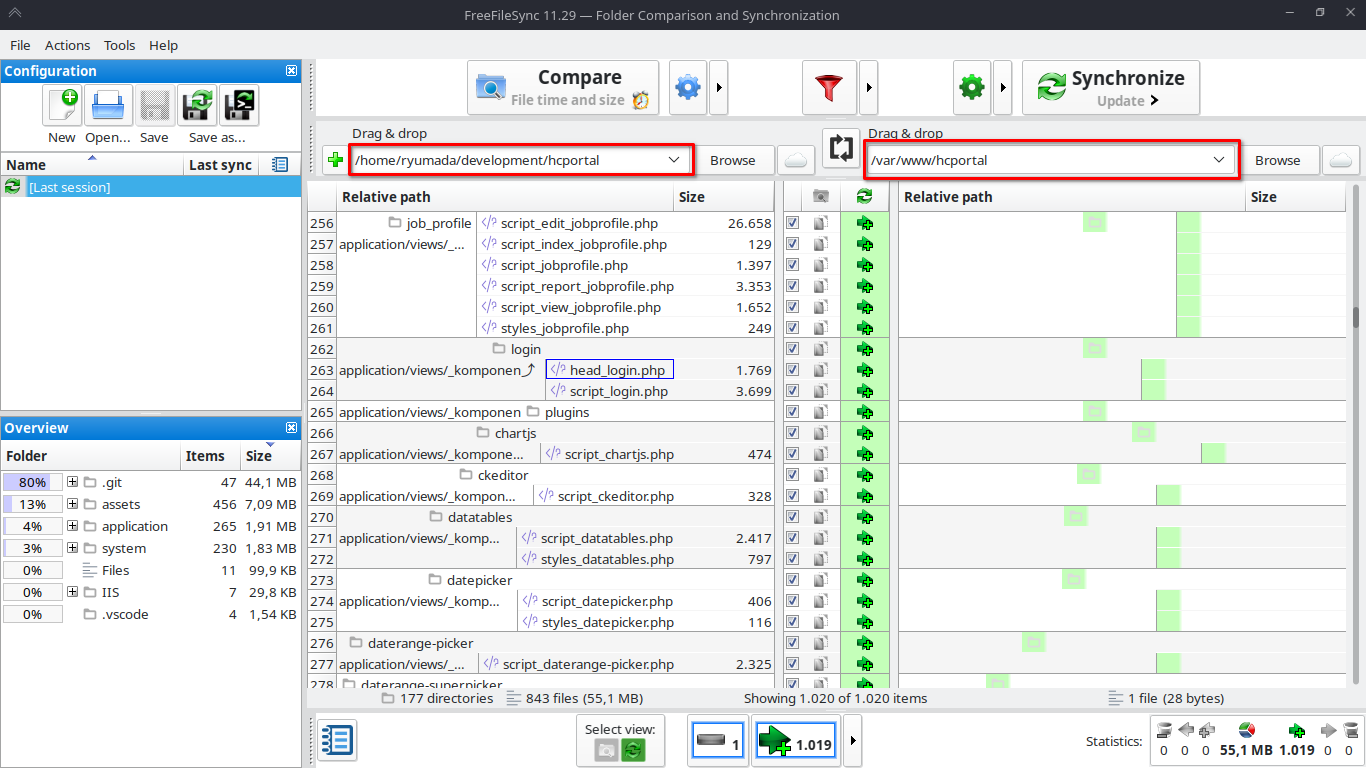 FreeFileSync 11.29 — Folder Comparison and Synchronization
File Actions Tools Help
Configuration
New Open... Save Save as...
Name Last sync
[Last session]
Overview
Folder Items Size
80% .git 47 44,1 MB
13% assets 456 7,09 MB
4% application 265 1,91 MB
3% system 230 1,83 MB
0% Files 11 99,9 KB
0% IIS 7 29,8 KB
0% .vscode 4 1,54 KB
Compare
File time and size
Synchronize
Update
Drag & drop
/home/ryumada/development/hcportal Browse
Drag & drop
/var/www/hcportal Browse
Relative path Size
Relative path Size
256 job_profile script_edit_jobprofile.php 26.658
257 application/views/_... script_index_jobprofile.php 129
258 script_jobprofile.php 1.397
259 script_report_jobprofile.php 3.353
260 script_view_jobprofile.php 1.652
261 styles_jobprofile.php 249
262 login
263 application/views/_komponen head_login.php 1.769
264 script_login.php 3.699
265 application/views/_komponen plugins
266 chartjs
267 application/views/_kompone... script_chartjs.php 474
268 ckeditor
269 application/views/_kompon... script_ckeditor.php 328
270 datatables
271 application/views/_komp... script_datatables.php 2.417
272 styles_datatables.php 797
273 datepicker
274 application/views/_komp... script_datepicker.php 406
275 styles_datepicker.php 116
276 daterange-picker
277 application/views/_... script_daterange-picker.php 2.325
278 daterange-superpicker
177 directories 843 files (55,1 MB) Showing 1.020 of 1.020 items 1 file (28 bytes)
Select view:
1
1.019
Statistics: 0 0 0 55,1 MB 1.019 0 0